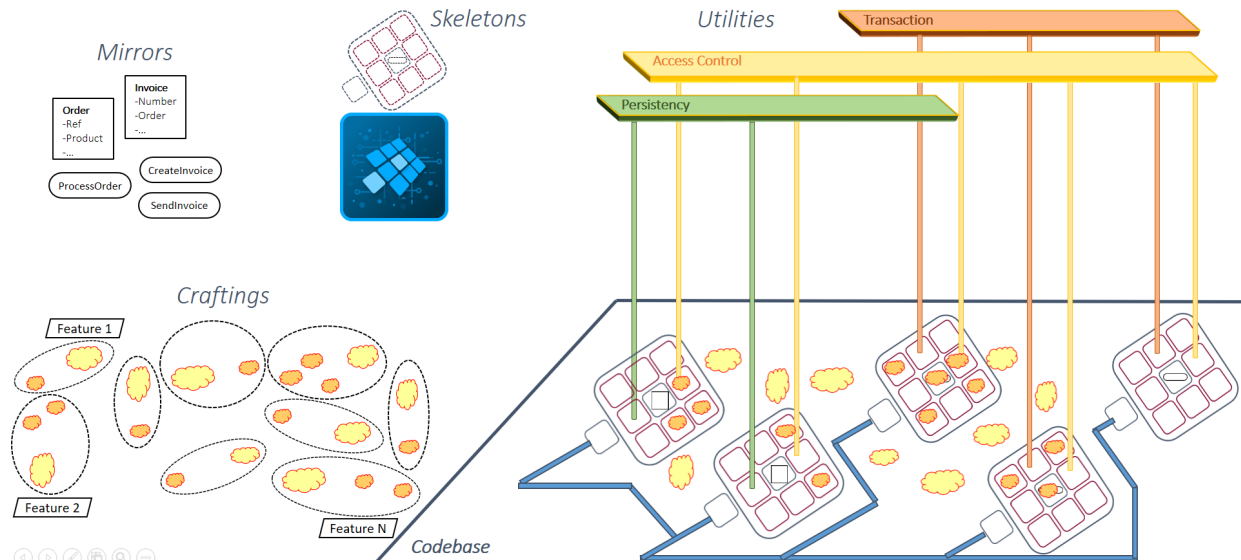 Mirrors
Skeletons
Utilities
Transaction
Access Control
Persistency
Order
-Ref
-Product
-...
Invoice
-Number
-Order
-...
CreateInvoice
ProcessOrder
SendInvoice
Craftings
Feature 1
Feature 2
Feature N
Codebase